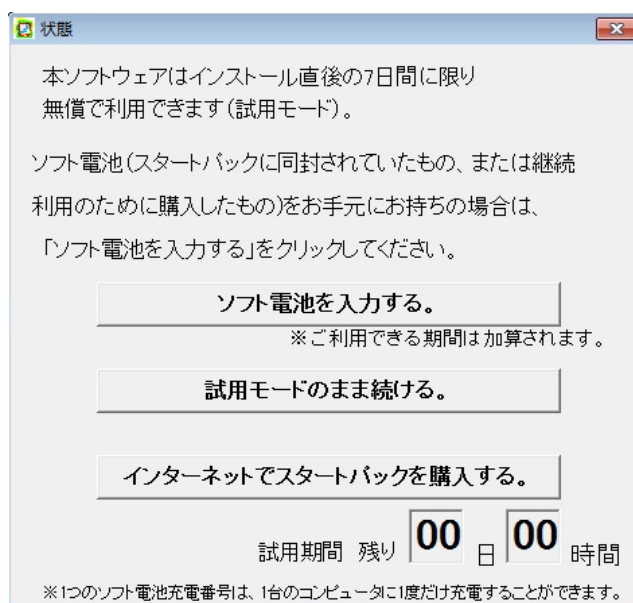 状態
本ソフトウェアはインストール直後の7日間に限り
無償で利用できます(試用モード)。
ソフト電池(スタートパックに同封されていたもの、または継続
利用のために購入したもの)をお手元にお持ちの場合は、
「ソフト電池を入力する」をクリックしてください。
ソフト電池を入力する。
※ご利用できる期間は加算されます。
試用モードのまま続ける。
インターネットでスタートパックを購入する。
試用期間 残り 00 日 00 時間
※1つのソフト電池充電番号は、1台のコンピュータに1度だけ充電することができます。